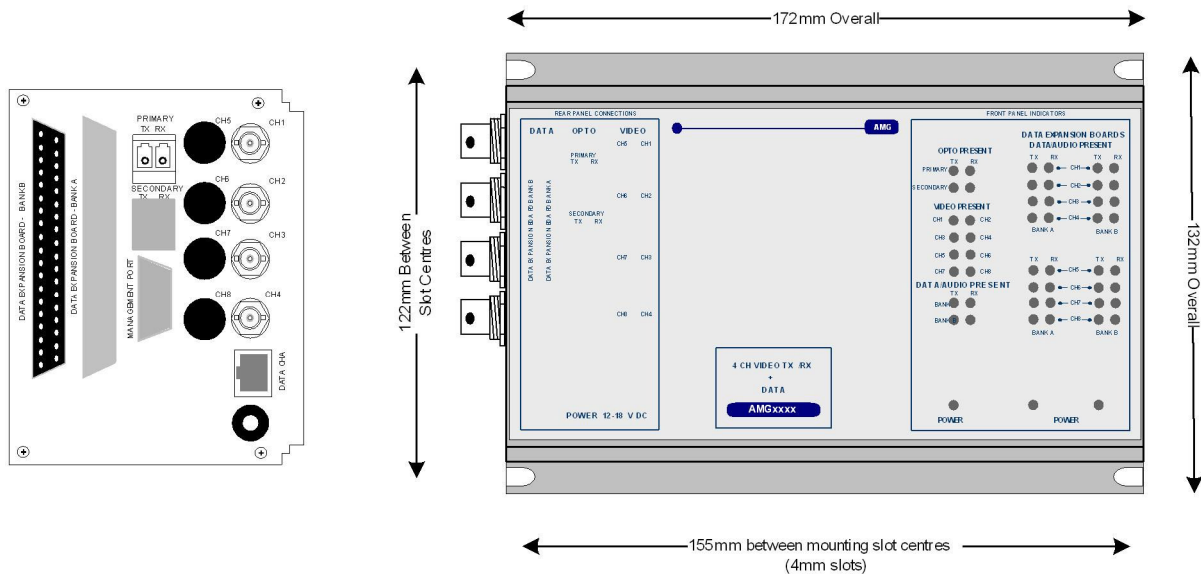 172mm Overall
122mm Between
Slot Centres
132mm Overall
155mm between mounting slot centres
(4mm slots)
DATA EXPANSION BOARD - BANK B
DATA EXPANSION BOARD - BANK A
PRIMARY
TX RX
SECONDARY
TX RX
MANAGEMENT PORT
CH5 CH1
CH6 CH2
CH7 CH3
CH8 CH4
DATA CHA
REAR PANEL CONNECTIONS
DATA OPTO VIDEO
CH5 CH1
PRIMARY
TX RX
CH6 CH2
SECONDARY
TX RX
DATA EXPANSION BOARD BANK B
DATA EXPANSION BOARD BANK A
CH7 CH3
CH8 CH4
POWER 12-18 V DC
AMG
4 CH VIDEO TX /RX
+
DATA
AMGxxxx
FRONT PANEL INDICATORS
OPTO PRESENT
TX RX
PRIMARY
SECONDARY
VIDEO PRESENT
CH1 CH2
CH3 CH4
CH5 CH6
CH7 CH8
DATA/AUDIO PRESENT
TX RX
BANK
BANK
POWER
DATA EXPANSION BOARDS
DATA/AUDIO PRESENT
TX RX TX RX
CH1
CH2
CH3
CH4
BANK A BANK B
TX RX TX RX
CH5
CH6
CH7
CH8
BANK A BANK B
POWER